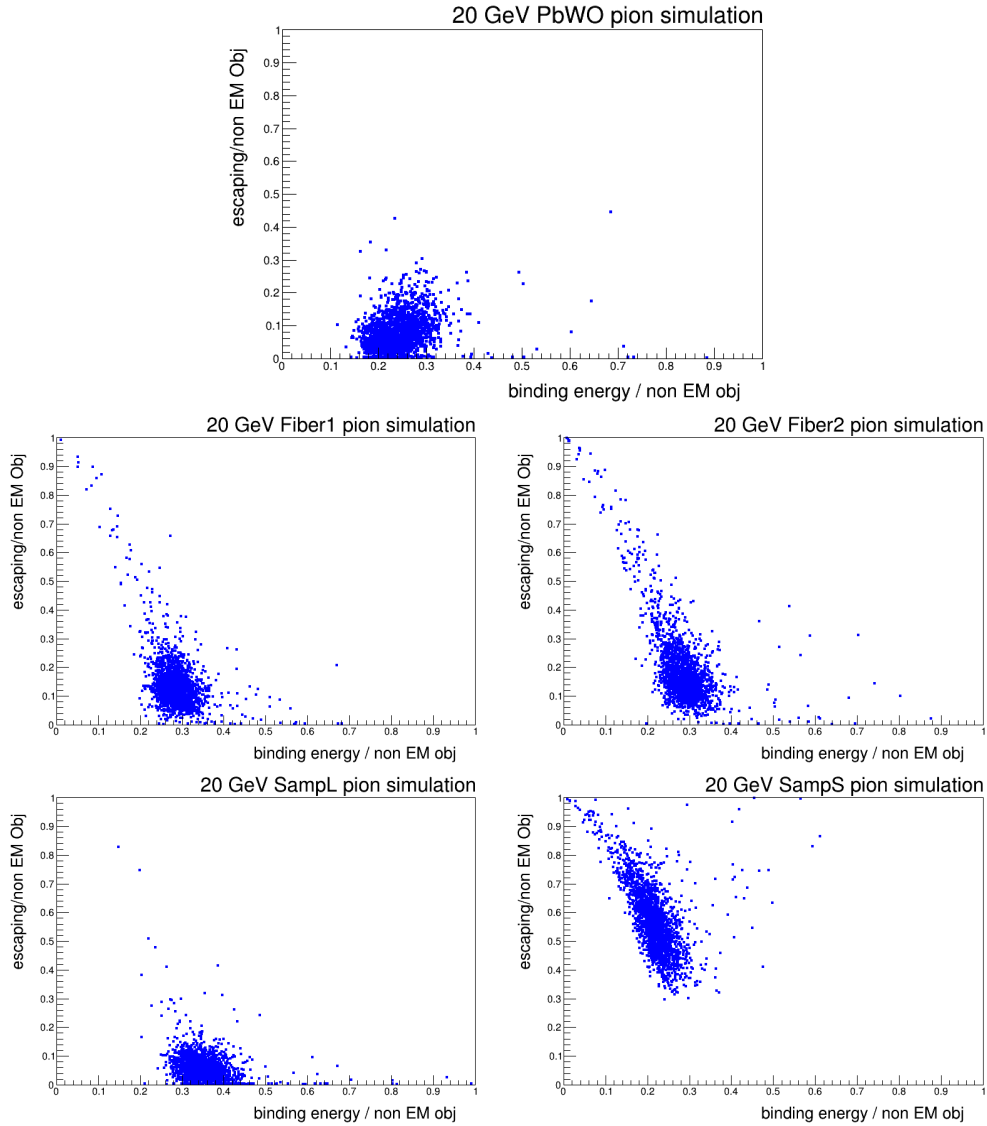 20 GeV PbWO pion simulation
escaping/non EM Obj
1
0.9
0.8
0.7
0.6
0.5
0.4
0.3
0.2
0.1
0
0 0.1 0.2 0.3 0.4 0.5 0.6 0.7 0.8 0.9 1
binding energy / non EM obj
20 GeV Fiber1 pion simulation
escaping/non EM Obj
1
0.9
0.8
0.7
0.6
0.5
0.4
0.3
0.2
0.1
0
0 0.1 0.2 0.3 0.4 0.5 0.6 0.7 0.8 0.9 1
binding energy / non EM obj
20 GeV Fiber2 pion simulation
escaping/non EM Obj
1
0.9
0.8
0.7
0.6
0.5
0.4
0.3
0.2
0.1
0
0 0.1 0.2 0.3 0.4 0.5 0.6 0.7 0.8 0.9 1
binding energy / non EM obj
20 GeV SampL pion simulation
escaping/non EM Obj
1
0.9
0.8
0.7
0.6
0.5
0.4
0.3
0.2
0.1
0
0 0.1 0.2 0.3 0.4 0.5 0.6 0.7 0.8 0.9 1
binding energy / non EM obj
20 GeV SampS pion simulation
escaping/non EM Obj
1
0.9
0.8
0.7
0.6
0.5
0.4
0.3
0.2
0.1
0
0 0.1 0.2 0.3 0.4 0.5 0.6 0.7 0.8 0.9 1
binding energy / non EM obj